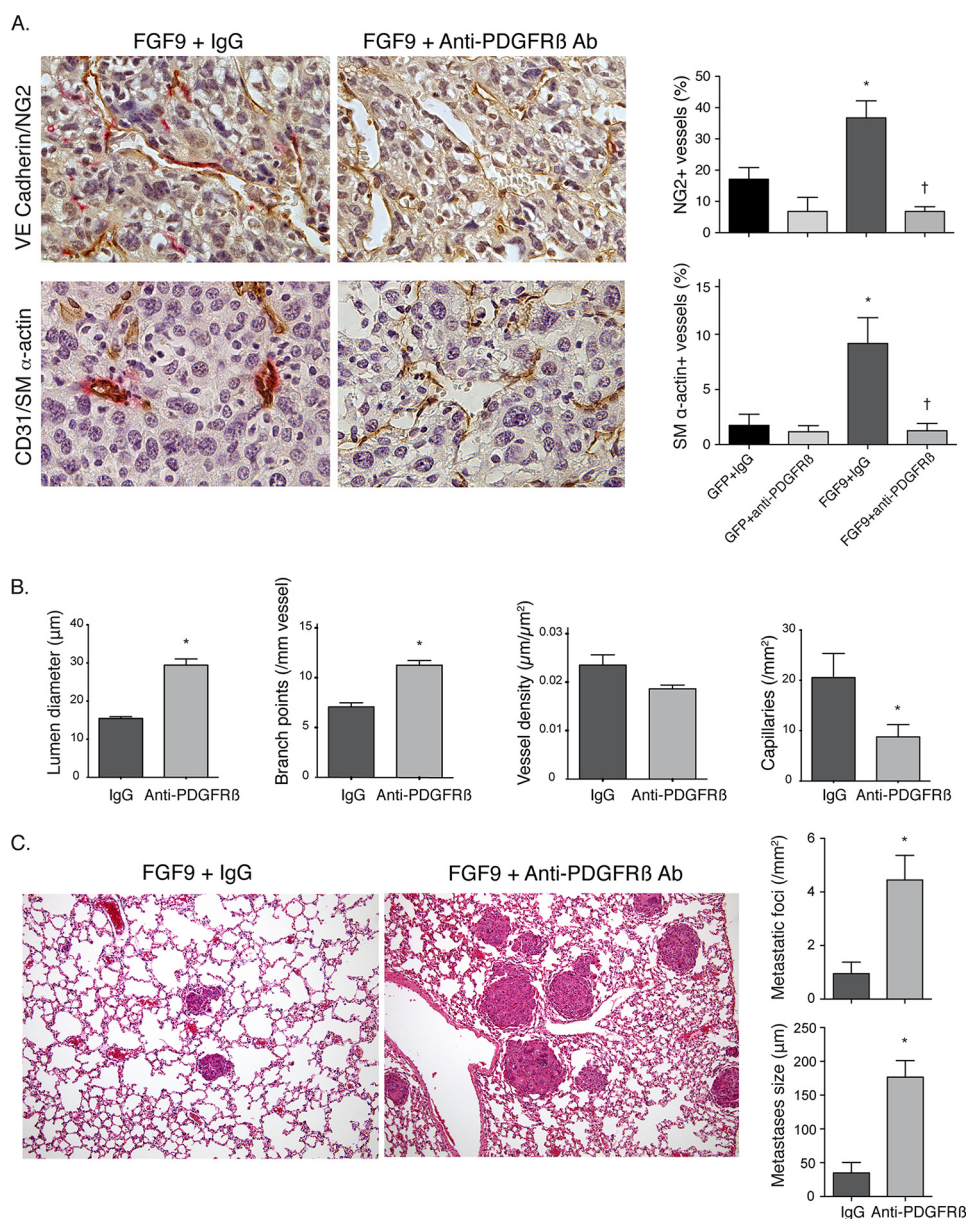 A.
FGF9 + IgG
FGF9 + Anti-PDGFRß Ab
VE Cadherin/NG2
CD31/SM α-actin
NG2+ vessels (%)
50
40
30
20
10
0
*
†
SM α-actin+ vessels (%)
15
10
5
0
*
†
GFP+IgG
GFP+anti-PDGFRß
FGF9+IgG
FGF9+anti-PDGFRß
B.
Lumen diameter (µm)
40
30
20
10
0
*
IgG
Anti-PDGFRß
Branch points (/mm vessel)
15
10
5
0
*
IgG
Anti-PDGFRß
Vessel density (µm/µm²)
0.03
0.02
0.01
0
IgG
Anti-PDGFRß
Capillaries (/mm²)
30
20
10
0
*
IgG
Anti-PDGFRß
C.
FGF9 + IgG
FGF9 + Anti-PDGFRß Ab
Metastatic foci (/mm²)
6
4
2
0
*
Metastases size (µm)
250
200
150
100
50
0
*
IgG
Anti-PDGFRß